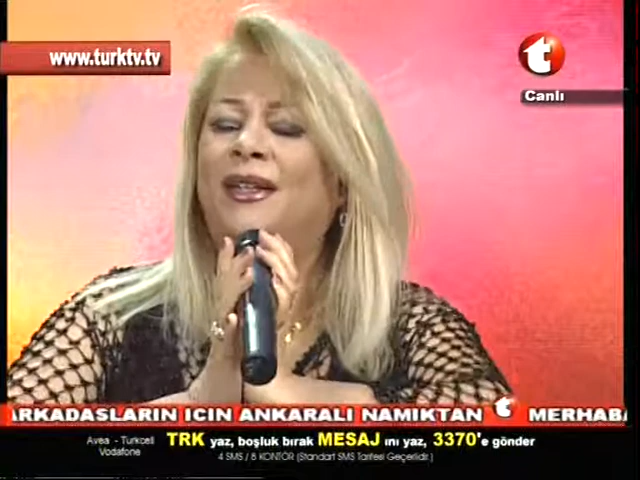 www.turktv.tv
t
Canlı
ARKADASLARIN ICIN ANKARALI NAMIKTAN t MERHABA
Avea - Turkcell
Vodafone
TRK yaz, boşluk bırak MESAJ ını yaz, 3370'e gönder
4 SMS / 8 KONTÖR (Standart SMS Tarifesi Geçerlidir.)